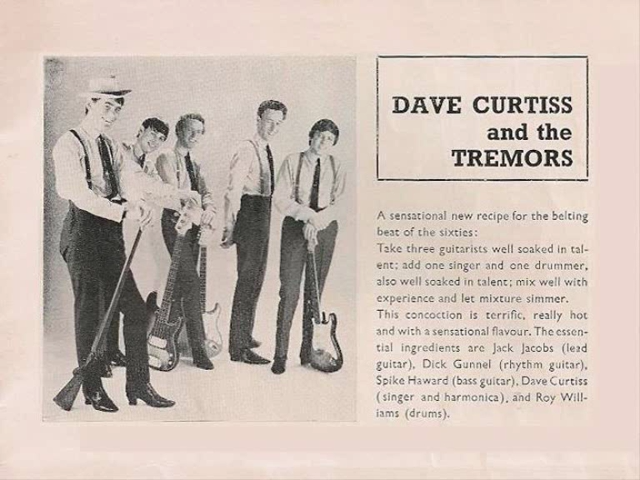 DAVE CURTISS
and the
TREMORS
A sensational new recipe for the belting
beat of the sixties:
Take three guitarists well soaked in tal-
ent; add one singer and one drummer,
also well soaked in talent; mix well with
experience and let mixture simmer.
This concoction is terrific, really hot
and with a sensational flavour. The essen-
tial ingredients are Jack Jacobs (lead
guitar), Dick Gunnel (rhythm guitar),
Spike Haward (bass guitar), Dave Curtiss
(singer and harmonica), and Roy Will-
iams (drums).